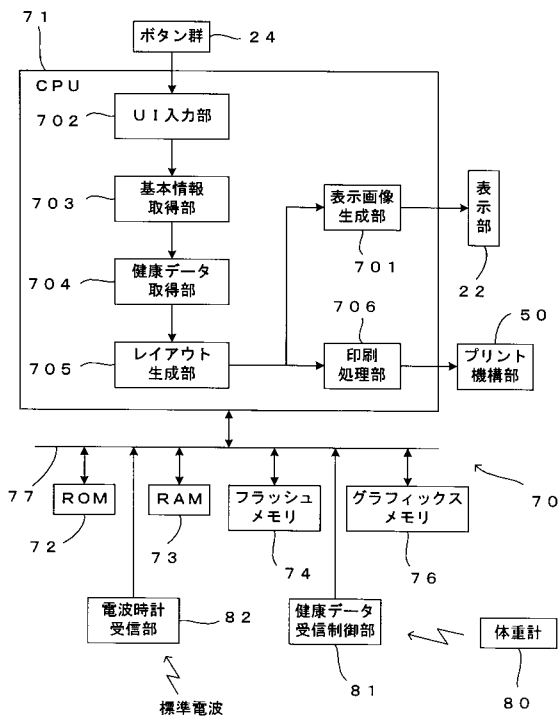 ７１
ボタン群
２４
ＣＰＵ
ＵＩ入力部
７０２
基本情報
取得部
７０３
表示画像
生成部
７０１
表示部
２２
健康データ
取得部
７０４
７０６
５０
レイアウト
生成部
７０５
印刷
処理部
プリント
機構部
７７
７０
ＲＯＭ
７２
ＲＡＭ
７３
フラッシュ
メモリ
７４
グラフィックス
メモリ
７６
電波時計
受信部
８２
健康データ
受信制御部
８１
体重計
８０
標準電波